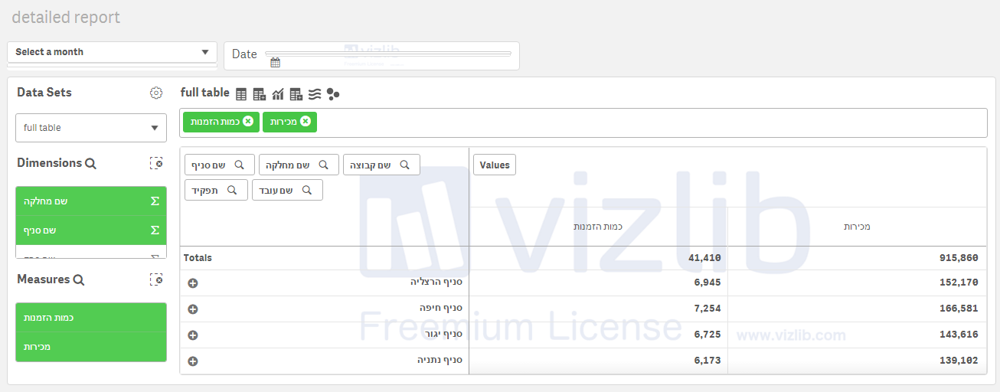 detailed report
Select a month
Date
vizlib
Data Sets
full table
full table
כמות הזמנות
מכירות
Dimensions
שם מחלקה
שם סניף
Measures
כמות הזמנות
מכירות
שם סניף
שם מחלקה
שם קבוצה
תפקיד
שם עובד
Values
כמות הזמנות
מכירות
Totals 41,410 915,860
סניף הרצליה 6,945 152,170
סניף חיפה 7,254 166,581
סניף יגור 6,725 143,616
סניף נתניה 6,173 139,102
vizlib
Freemium License
www.vizlib.com